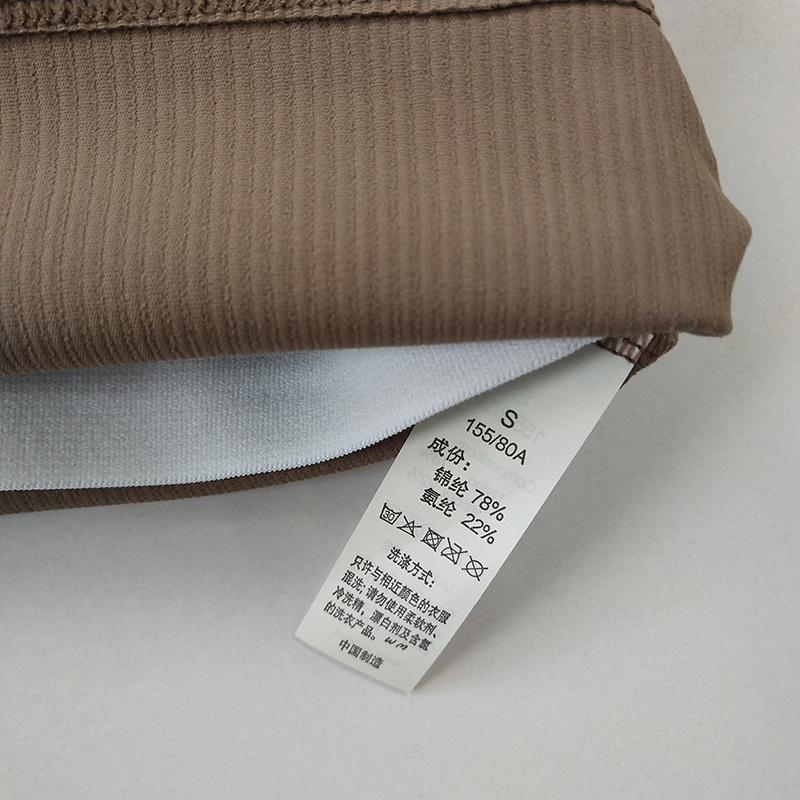 S
155/80A
成份：
锦纶 78%
氨纶 22%
30
洗涤方式：
只许与相近颜色的衣服
混洗；请勿使用柔软剂、
冷洗精，漂白剂及含氯
的洗衣产品。WM
中国制造